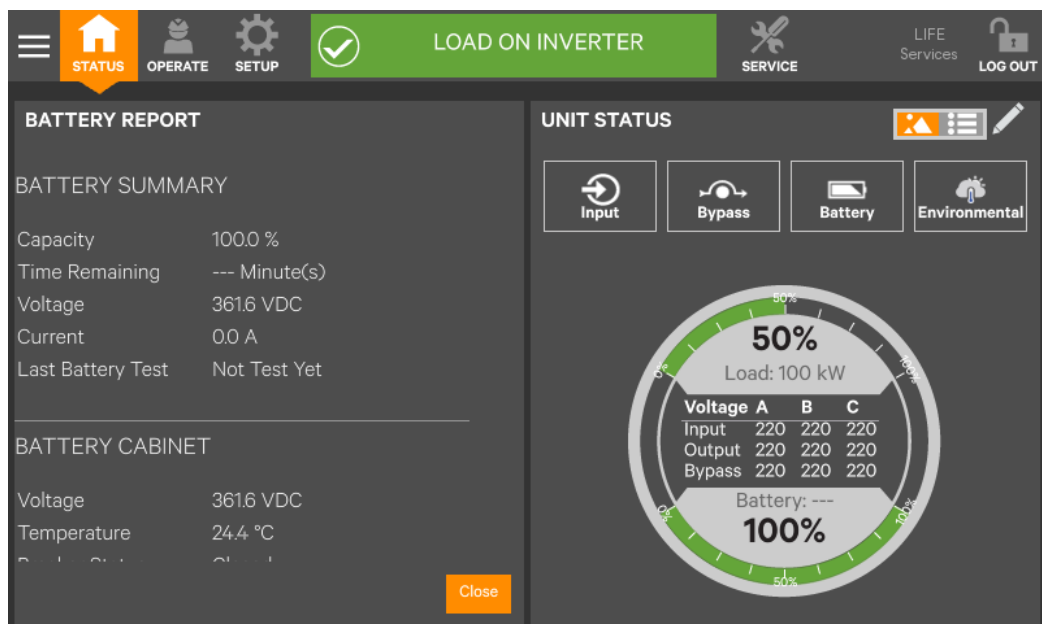 STATUS
OPERATE
SETUP
LOAD ON INVERTER
SERVICE
LIFE
Services
LOG OUT
BATTERY REPORT
BATTERY SUMMARY
Capacity 100.0 %
Time Remaining --- Minute(s)
Voltage 361.6 VDC
Current 0.0 A
Last Battery Test Not Test Yet
BATTERY CABINET
Voltage 361.6 VDC
Temperature 24.4 °C
Close
UNIT STATUS
Input
Bypass
Battery
Environmental
50%
0%
100%
50%
Load: 100 kW
Voltage A B C
Input 220 220 220
Output 220 220 220
Bypass 220 220 220
Battery: ---
100%
0%
100%
50%